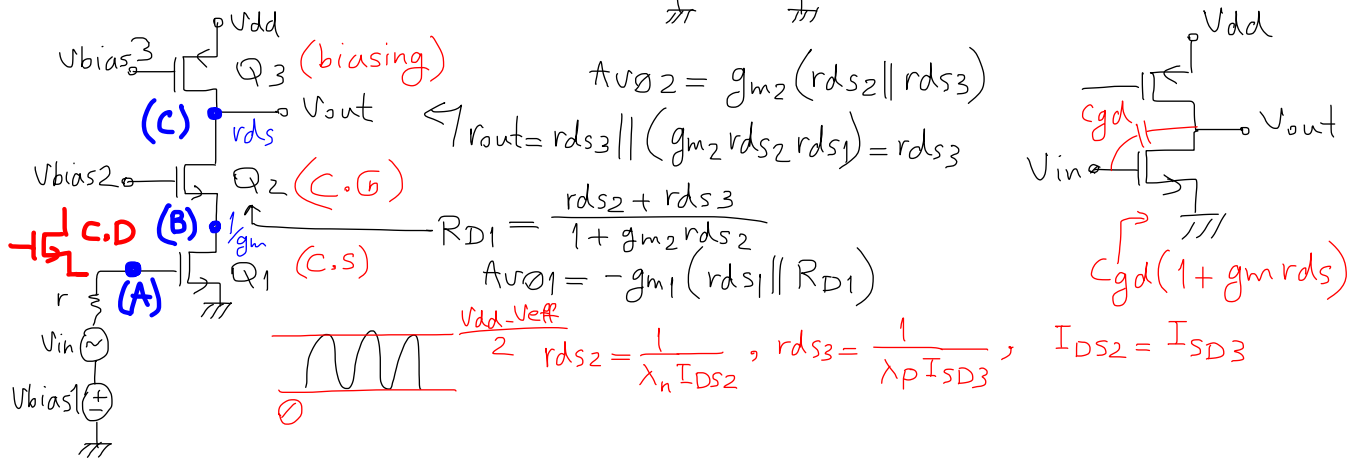 Vdd
Vbias3
Q3 (biasing)
(C)
Vout
rds
Vbias2
Q2 (C.G)
C.D
(B)
1/gm
(C.S)
Q1
(A)
r
Vin
Vbias1
Av02 = gm2 (rds2 || rds3)
rout = rds3 || (gm2 rds2 rds1) = rds3
RD1 = rds2 + rds3 / 1 + gm2 rds2
Av01 = -gm1 (rds1 || RD1)
Vdd - Veff / 2
0
rds2 = 1 / λn IDS2 , rds3 = 1 / λp ISD3 , IDS2 = ISD3
Vdd
Cgd
Vout
Vin
Cgd (1 + gm rds)